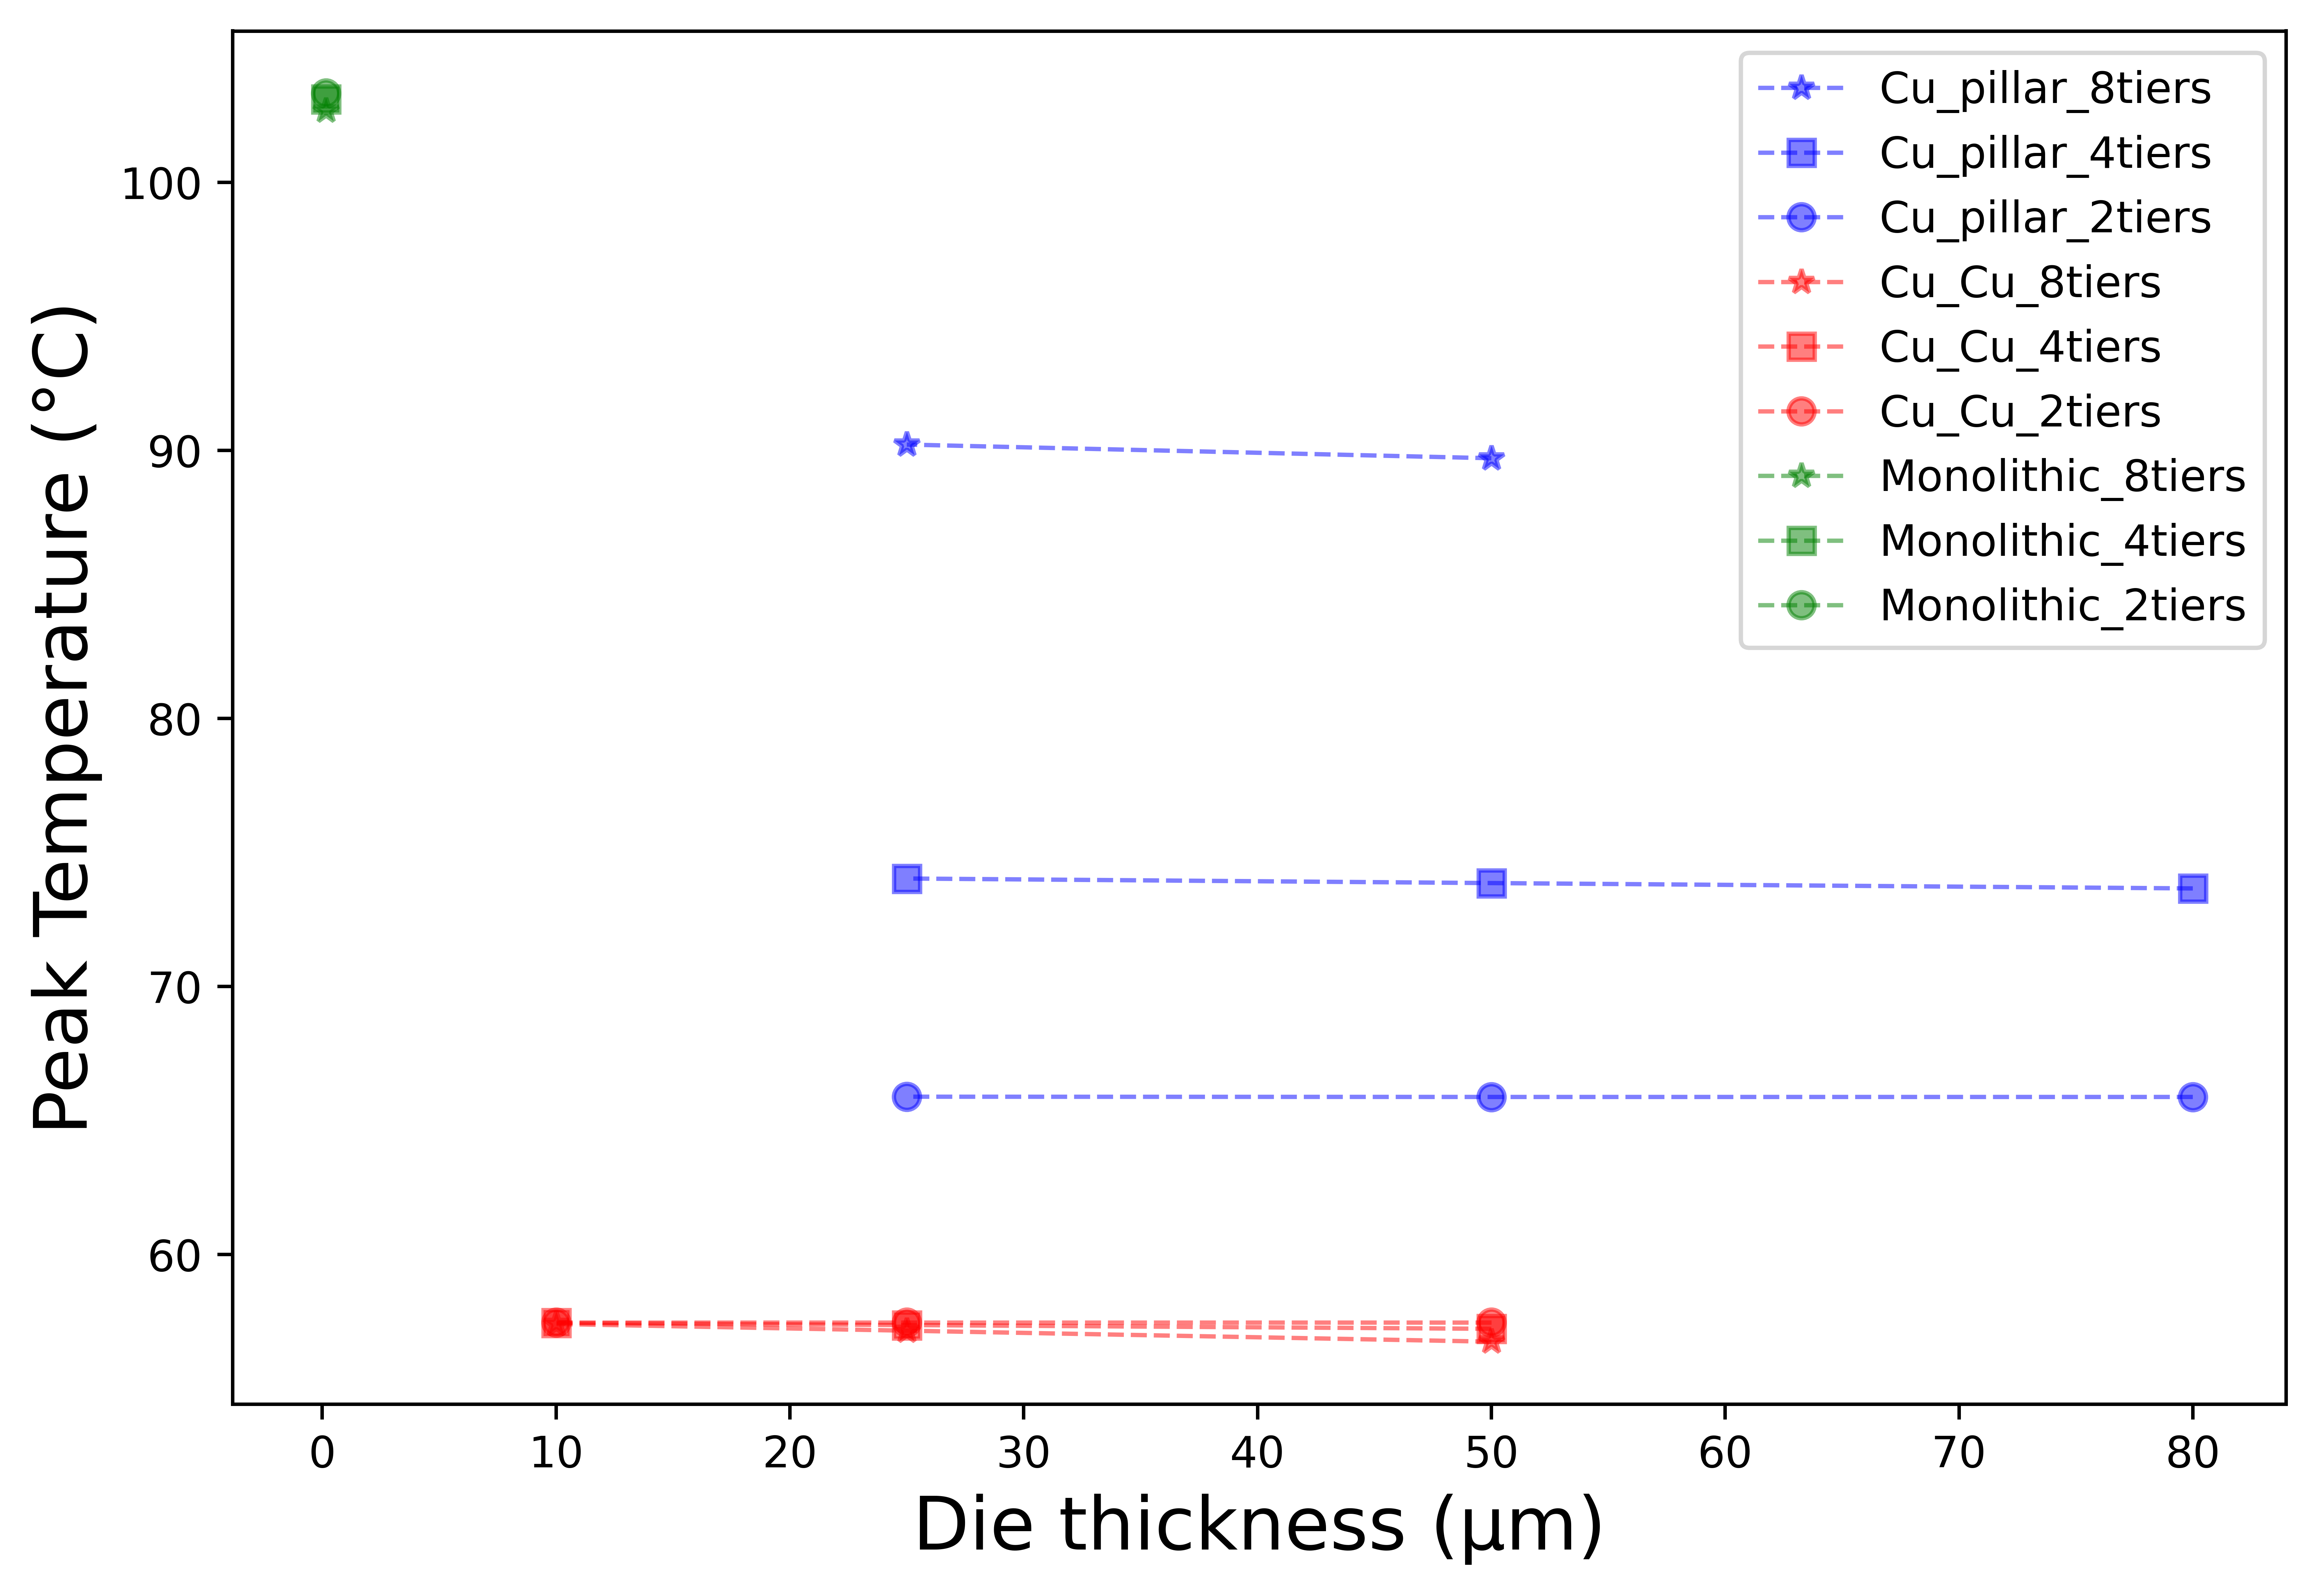 Peak Temperature (°C)
100
90
80
70
60
Cu_pillar_8tiers
Cu_pillar_4tiers
Cu_pillar_2tiers
Cu_Cu_8tiers
Cu_Cu_4tiers
Cu_Cu_2tiers
Monolithic_8tiers
Monolithic_4tiers
Monolithic_2tiers
0 10 20 30 40 50 60 70 80
Die thickness (μm)